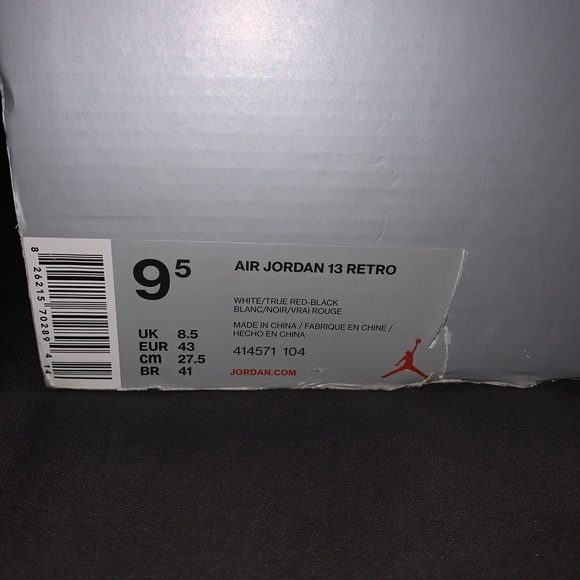 8 26215 70289 4 14
9⁵
AIR JORDAN 13 RETRO
WHITE/TRUE RED-BLACK
BLANC/NOIR/VRAI ROUGE
MADE IN CHINA / FABRIQUE EN CHINE /
HECHO EN CHINA
UK 8.5
EUR 43
cm 27.5
BR 41
414571 104
JORDAN.COM